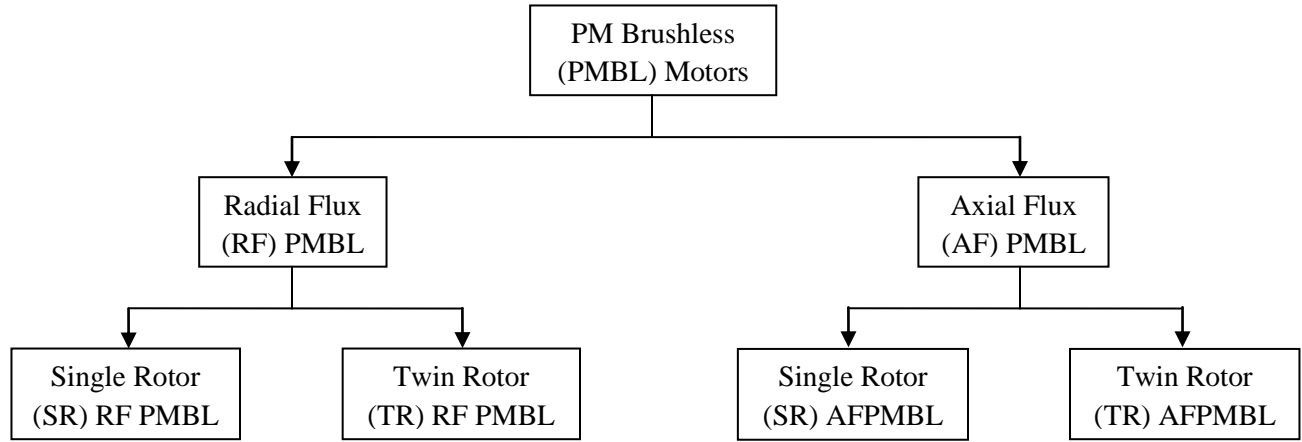 PM Brushless
(PMBL) Motors
Radial Flux
(RF) PMBL
Axial Flux
(AF) PMBL
Single Rotor
(SR) RF PMBL
Twin Rotor
(TR) RF PMBL
Single Rotor
(SR) AFPMBL
Twin Rotor
(TR) AFPMBL